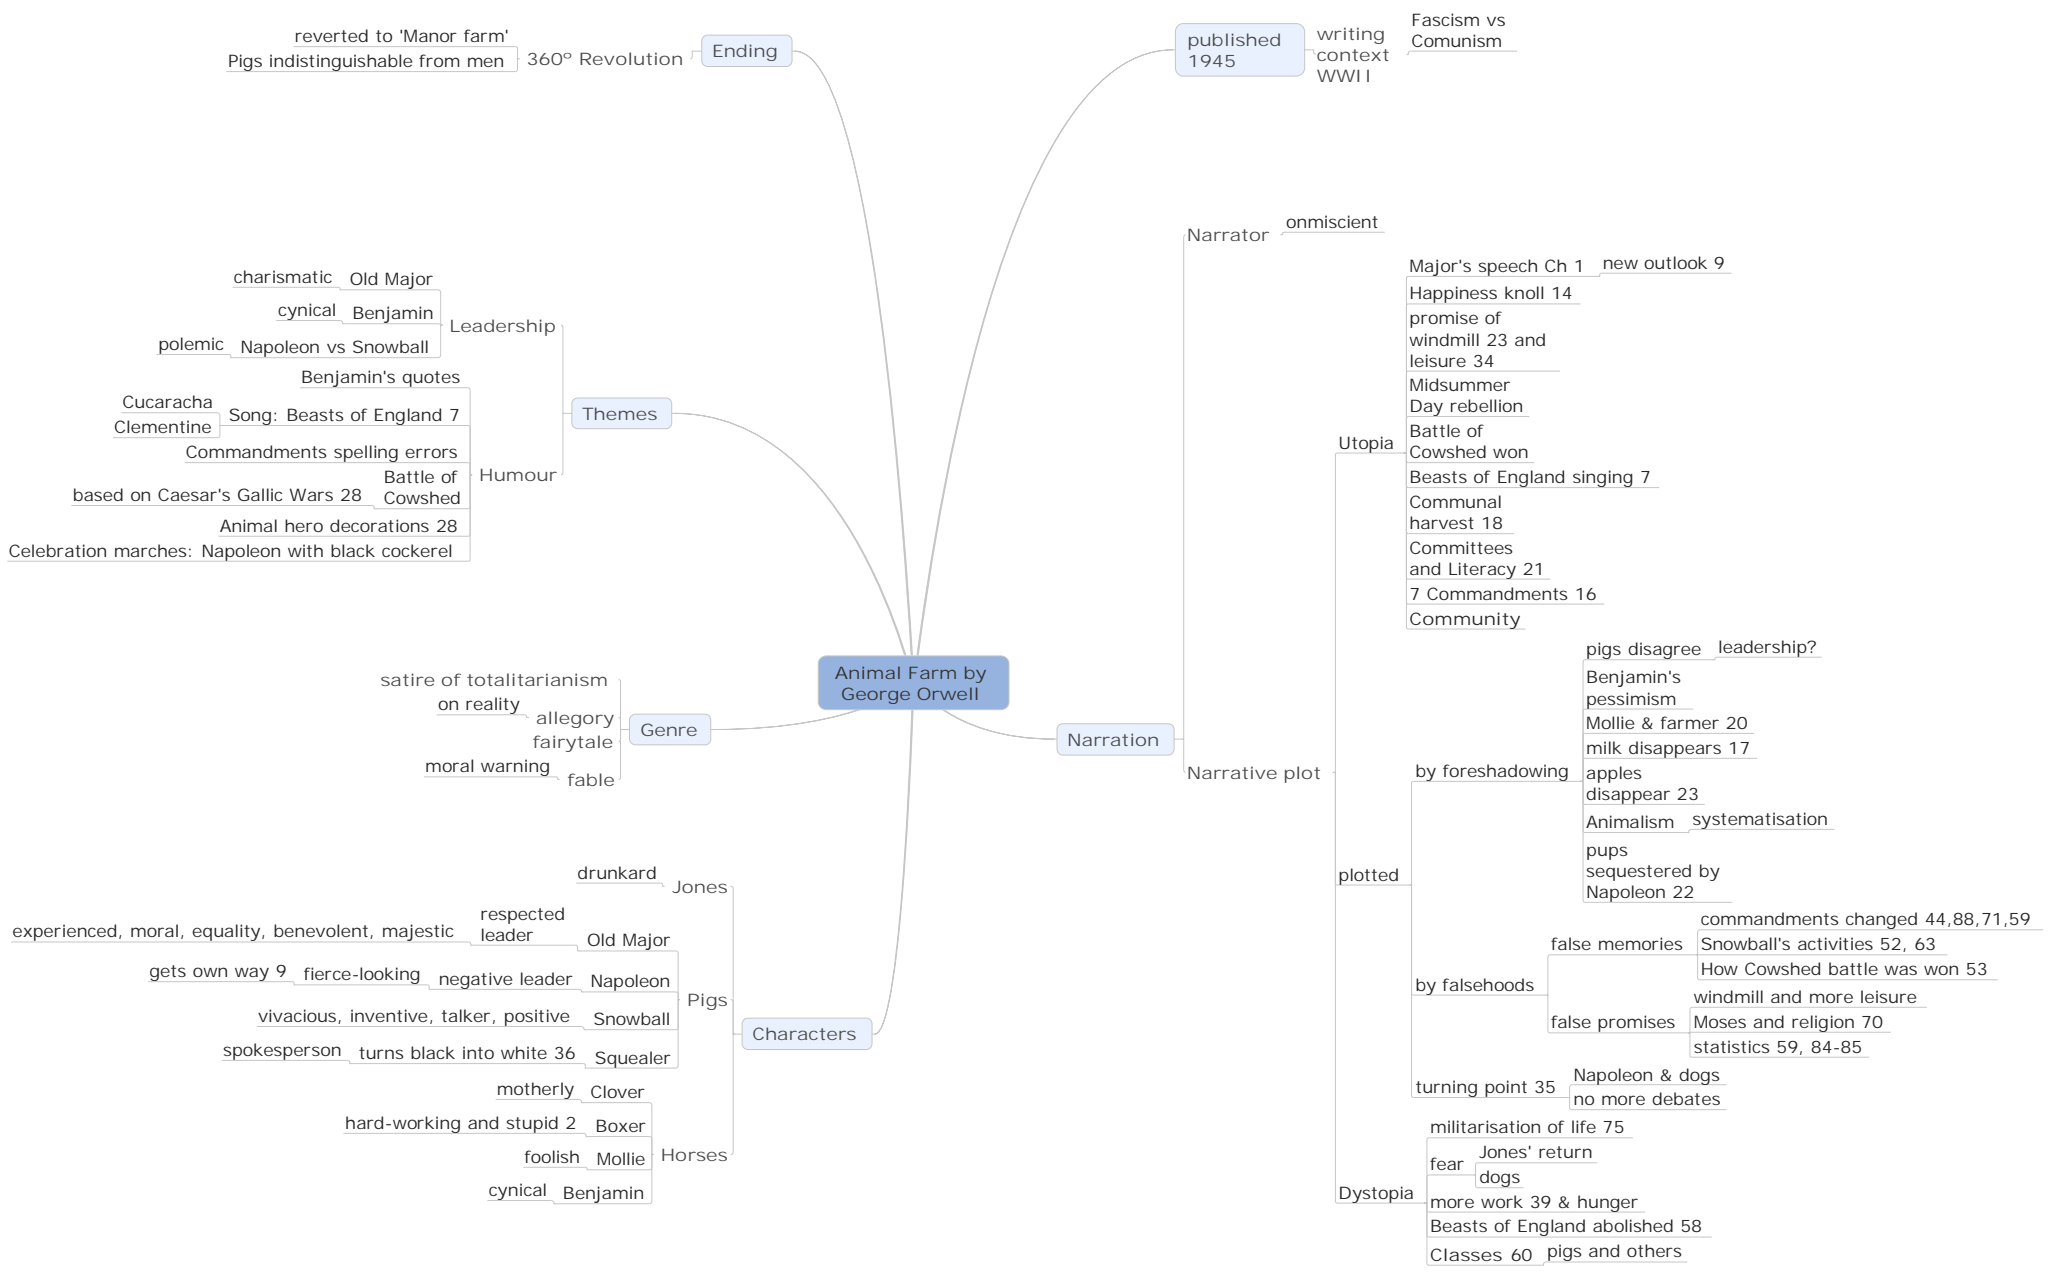 Animal Farm by
George Orwell
published
1945
writing
context
WWII
Fascism vs
Comunism
Narration
Narrator
onmiscient
Narrative plot
Utopia
Major's speech Ch 1
new outlook 9
Happiness knoll 14
promise of
windmill 23 and
leisure 34
Midsummer
Day rebellion
Battle of
Cowshed won
Beasts of England singing 7
Communal
harvest 18
Committees
and Literacy 21
7 Commandments 16
Community
plotted
by foreshadowing
pigs disagree
leadership?
Benjamin's
pessimism
Mollie & farmer 20
milk disappears 17
apples
disappear 23
Animalism
systematisation
pups
sequestered by
Napoleon 22
by falsehoods
false memories
commandments changed 44,88,71,59
Snowball's activities 52, 63
How Cowshed battle was won 53
false promises
windmill and more leisure
Moses and religion 70
statistics 59, 84-85
turning point 35
Napoleon & dogs
no more debates
Dystopia
militarisation of life 75
fear
Jones' return
dogs
more work 39 & hunger
Beasts of England abolished 58
Classes 60
pigs and others
Ending
360º Revolution
reverted to 'Manor farm'
Pigs indistinguishable from men
Themes
Leadership
Old Major
charismatic
Benjamin
cynical
Napoleon vs Snowball
polemic
Humour
Benjamin's quotes
Song: Beasts of England 7
Cucaracha
Clementine
Commandments spelling errors
Battle of
Cowshed
based on Caesar's Gallic Wars 28
Animal hero decorations 28
Celebration marches: Napoleon with black cockerel
Genre
satire of totalitarianism
allegory
on reality
fairytale
fable
moral warning
Characters
Jones
drunkard
Pigs
Old Major
respected
leader
experienced, moral, equality, benevolent, majestic
Napoleon
negative leader
fierce-looking
gets own way 9
Snowball
vivacious, inventive, talker, positive
Squealer
turns black into white 36
spokesperson
Horses
Clover
motherly
Boxer
hard-working and stupid 2
Mollie
foolish
Benjamin
cynical